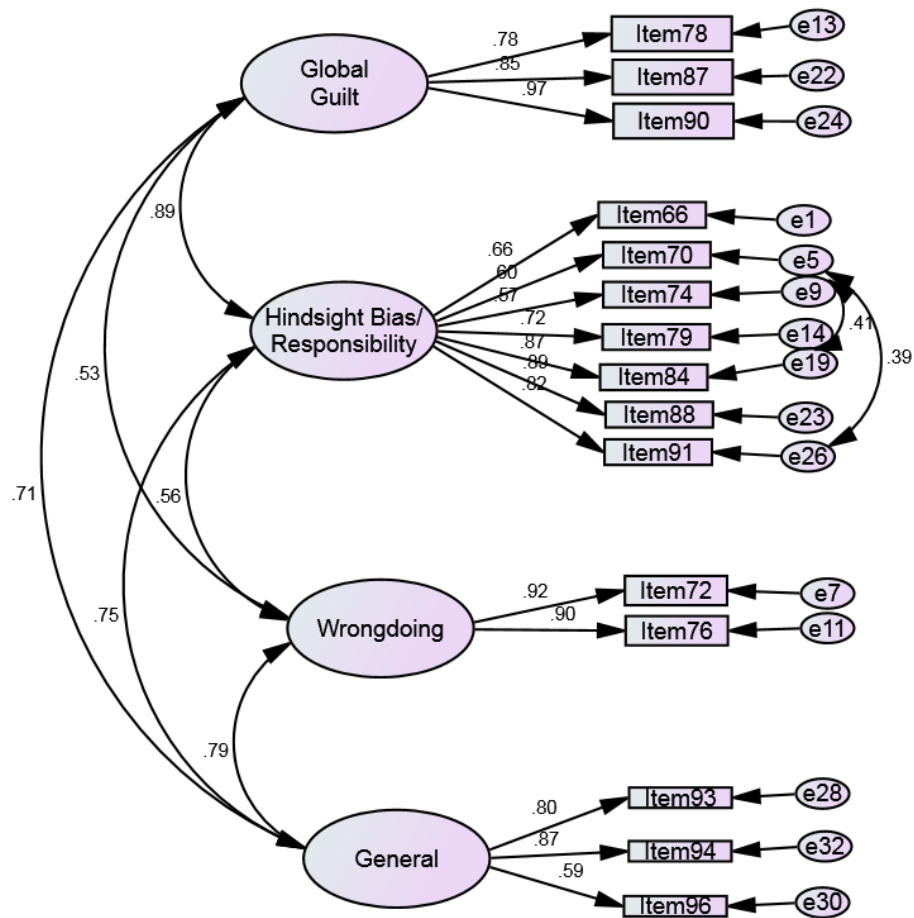 Global
Guilt
.78
.85
.97
Item78
Item87
Item90
e13
e22
e24
.89
Hindsight Bias/
Responsibility
.66
.60
.57
.72
.87
.89
.82
Item66
Item70
Item74
Item79
Item84
Item88
Item91
e1
e5
e9
e14
e19
e23
e26
.41
.39
.53
.71
.56
.75
Wrongdoing
.92
.90
Item72
Item76
e7
e11
.79
General
.80
.87
.59
Item93
Item94
Item96
e28
e32
e30